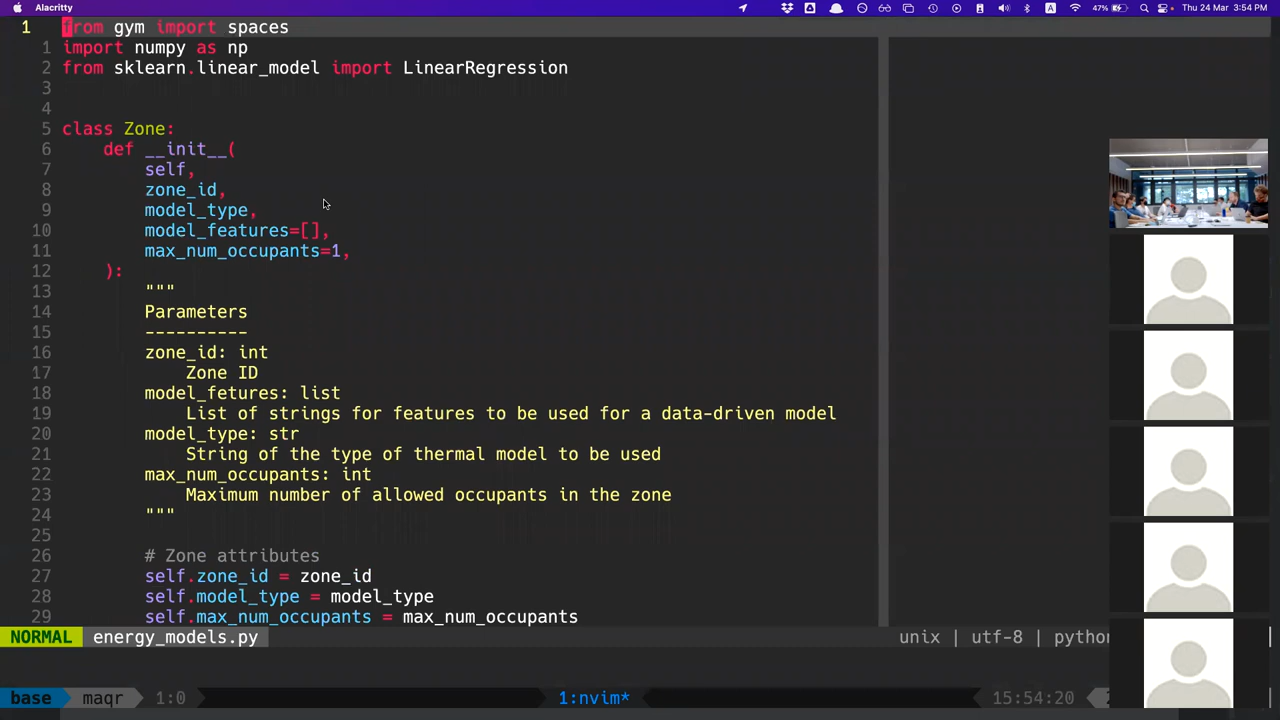 Alacritty
A
47%
Thu 24 Mar 3:54 PM
1 from gym import spaces
1 import numpy as np
2 from sklearn.linear_model import LinearRegression
3
4
5 class Zone:
6 def __init__(
7 self,
8 zone_id,
9 model_type,
10 model_features=[],
11 max_num_occupants=1,
12 ):
13 """
14 Parameters
15 ----------
16 zone_id: int
17 Zone ID
18 model_fetures: list
19 List of strings for features to be used for a data-driven model
20 model_type: str
21 String of the type of thermal model to be used
22 max_num_occupants: int
23 Maximum number of allowed occupants in the zone
24 """
25
26 # Zone attributes
27 self.zone_id = zone_id
28 self.model_type = model_type
29 self.max_num_occupants = max_num_occupants
NORMAL energy_models.py unix | utf-8 | python
base maqr 1:0 1:nvim* 15:54:20